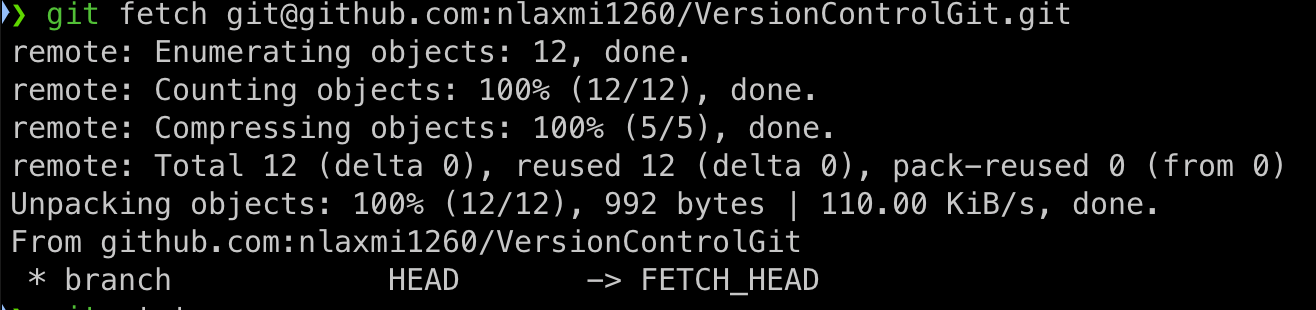 ❯ git fetch git@github.com:nlaxmi1260/VersionControlGit.git
remote: Enumerating objects: 12, done.
remote: Counting objects: 100% (12/12), done.
remote: Compressing objects: 100% (5/5), done.
remote: Total 12 (delta 0), reused 12 (delta 0), pack-reused 0 (from 0)
Unpacking objects: 100% (12/12), 992 bytes | 110.00 KiB/s, done.
From github.com:nlaxmi1260/VersionControlGit
 * branch            HEAD       -> FETCH_HEAD